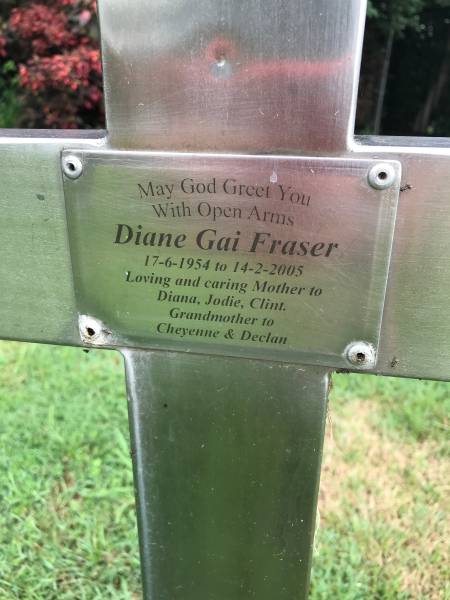 May God Greet You
With Open Arms
Diane Gai Fraser
17-6-1954 to 14-2-2005
Loving and caring Mother to
Diana, Jodie, Clint.
Grandmother to
Cheyenne & Declan